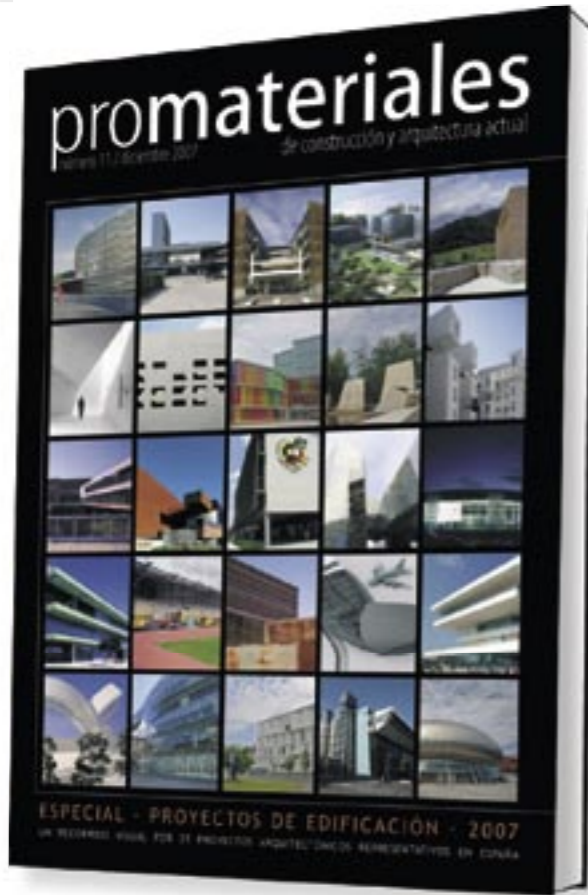 promateriales
número 11 / diciembre 2007
de construcción y arquitectura actual
ESPECIAL - PROYECTOS DE EDIFICACIÓN - 2007
UN RECORRIDO VISUAL POR 25 PROYECTOS ARQUITECTÓNICOS REPRESENTATIVOS EN ESPAÑA